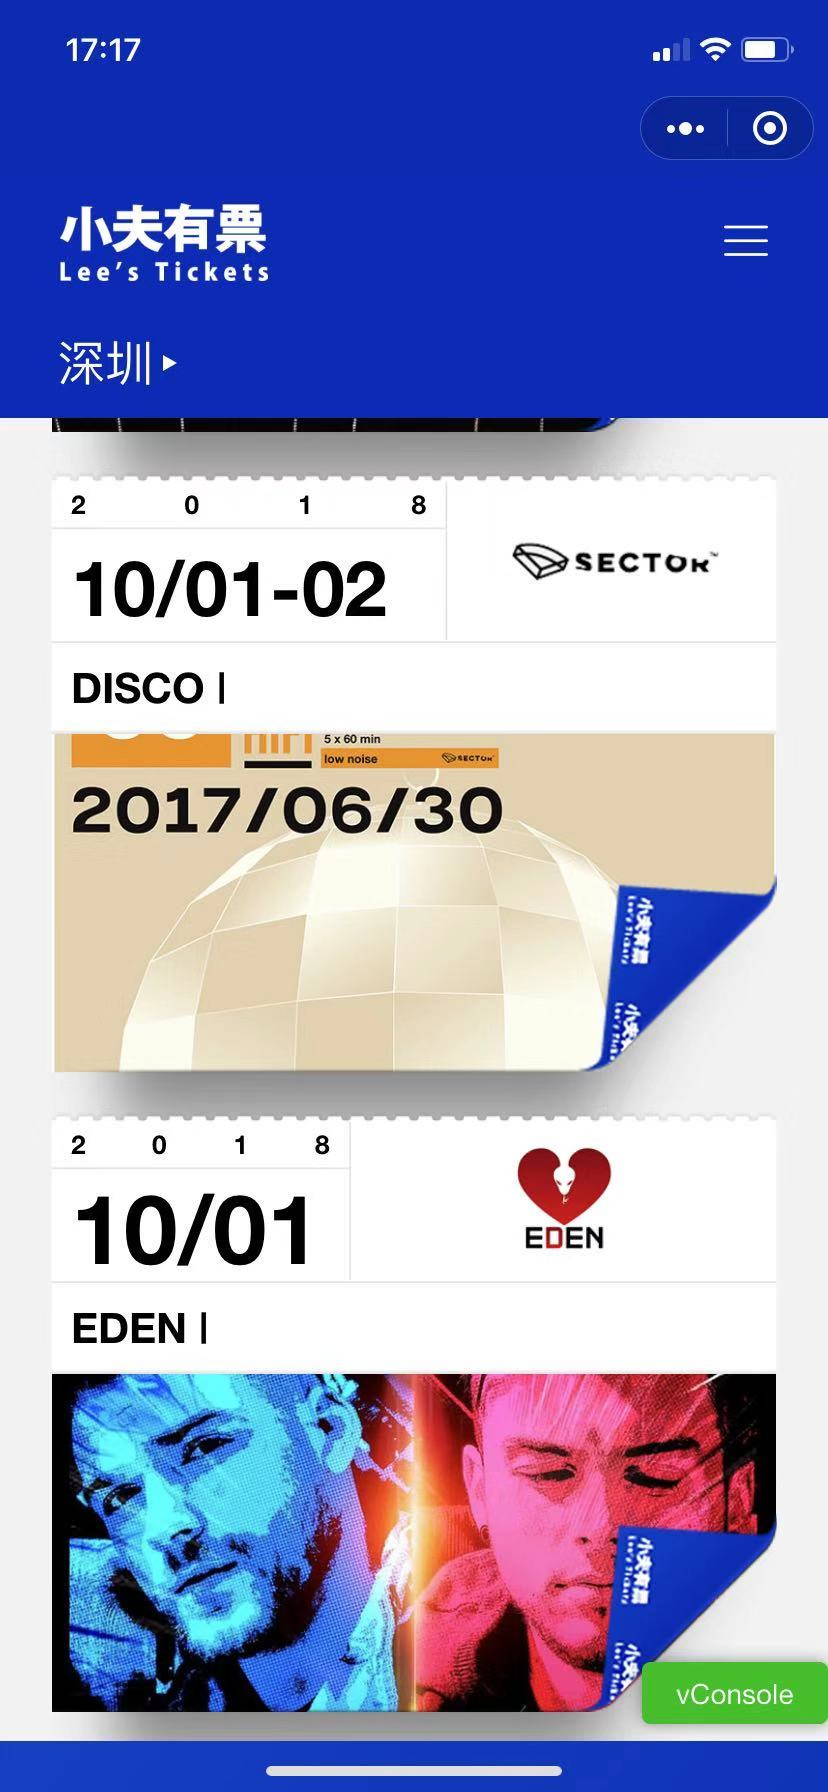 17:17
小夫有票
Lee's Tickets
深圳
2 0 1 8
10/01-02
SECTOR™
DISCO |
5 x 60 min
low noise
SECTOR
2017/06/30
小夫有票
Lee's Tickets
2 0 1 8
10/01
EDEN
EDEN |
小夫有票
Lee's Tickets
vConsole